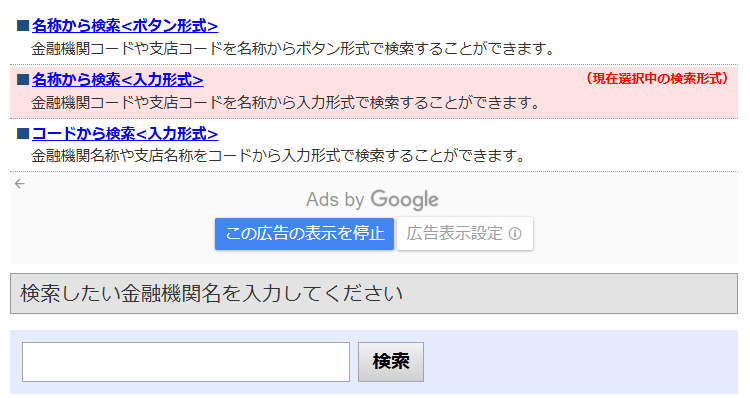 ■名称から検索<ボタン形式>
金融機関コードや支店コードを名称からボタン形式で検索することができます。
■名称から検索<入力形式>
（現在選択中の検索形式）
金融機関コードや支店コードを名称から入力形式で検索することができます。
■コードから検索<入力形式>
金融機関名称や支店名称をコードから入力形式で検索することができます。
Ads by Google
この広告の表示を停止
広告表示設定
検索したい金融機関名を入力してください
検索